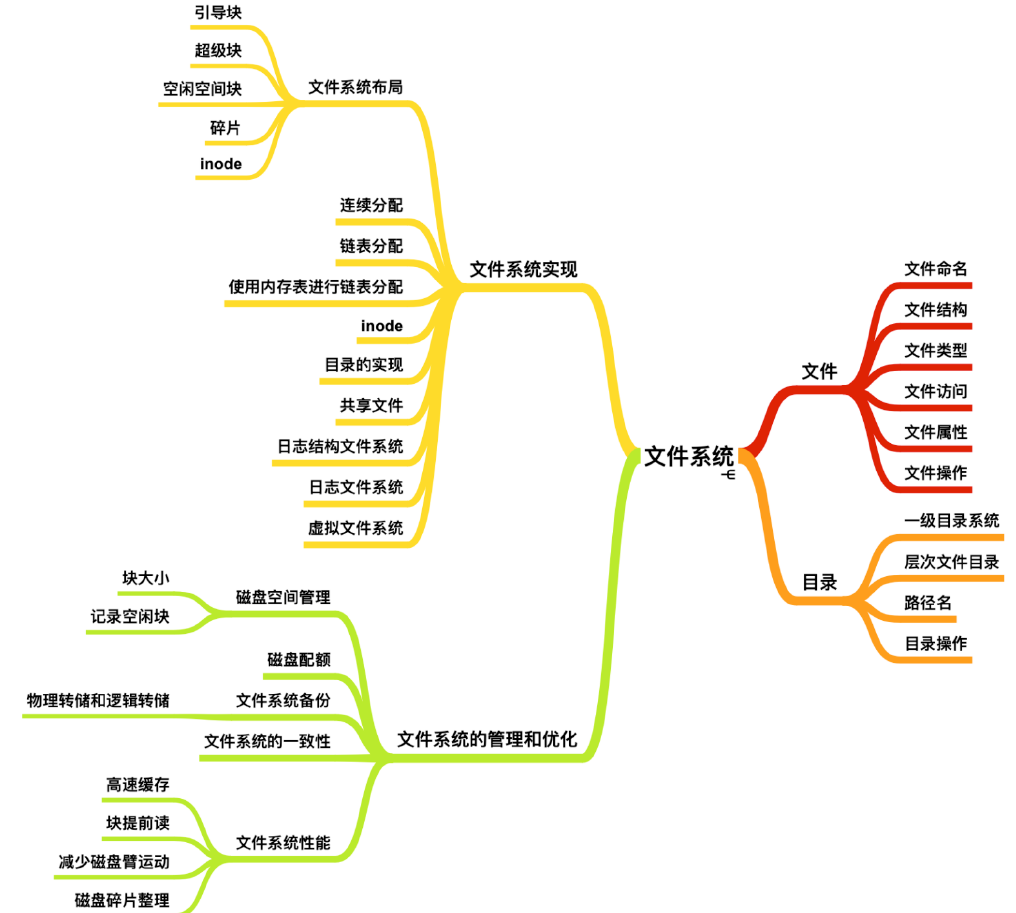 引导块
超级块
空闲空间块
碎片
inode
文件系统布局
连续分配
链表分配
使用内存表进行链表分配
inode
目录的实现
共享文件
日志结构文件系统
日志文件系统
虚拟文件系统
文件系统实现
块大小
记录空闲块
磁盘空间管理
磁盘配额
物理转储和逻辑转储
文件系统备份
文件系统的一致性
高速缓存
块提前读
减少磁盘臂运动
磁盘碎片整理
文件系统性能
文件系统的管理和优化
文件系统
文件
文件命名
文件结构
文件类型
文件访问
文件属性
文件操作
目录
一级目录系统
层次文件目录
路径名
目录操作